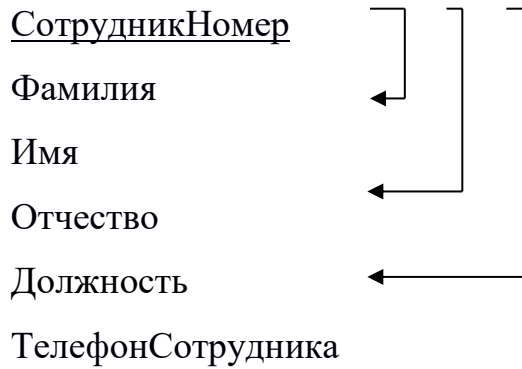 СотрудникНомер
Фамилия
Имя
Отчество
Должность
ТелефонСотрудника